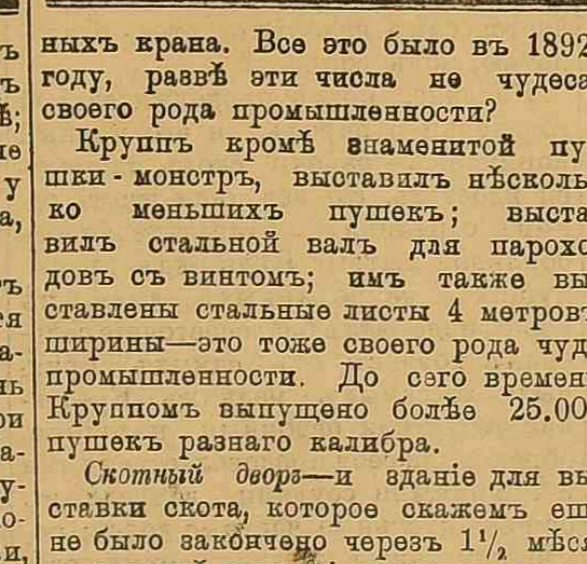 ныхъ крана. Все это было въ 1892
году, развѣ эти числа не чудеса
своего рода промышленности?
Круппъ кромѣ знаменитой пу
шки - монстръ, выставилъ нѣсколь
ко меньшихъ пушекъ; выста
вилъ стальной валъ для парохо
довъ съ винтомъ; имъ также вы
ставлены стальные листы 4 метровъ
ширины—это тоже своего рода чуд
промышленности. До сего времен
Круппомъ выпущено болѣе 25.00
пушекъ разнаго калибра.
Скотный дворъ—и зданіе для вы
ставки скота, которое скажемъ ещ
не было закончено черезъ 1½ мѣся